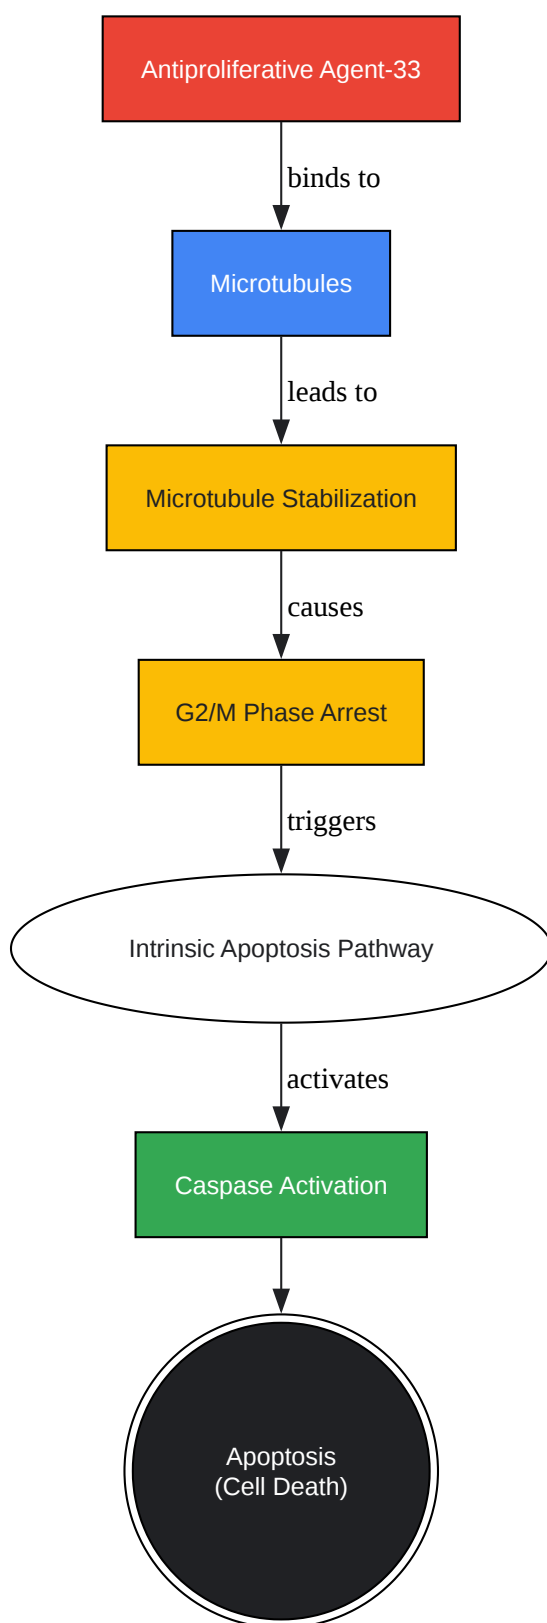 Antiproliferative Agent-33
binds to
Microtubules
leads to
Microtubule Stabilization
causes
G2/M Phase Arrest
triggers
Intrinsic Apoptosis Pathway
activates
Caspase Activation
Apoptosis
(Cell Death)